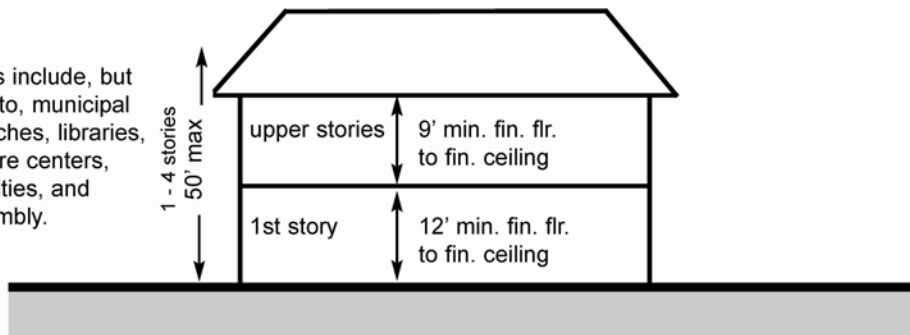 s include, but
to, municipal
ches, libraries,
re centers,
ties, and
mbly.
1 - 4 stories
50’ max
upper stories
9’ min. fin. flr.
to fin. ceiling
1st story
12’ min. fin. flr.
to fin. ceiling